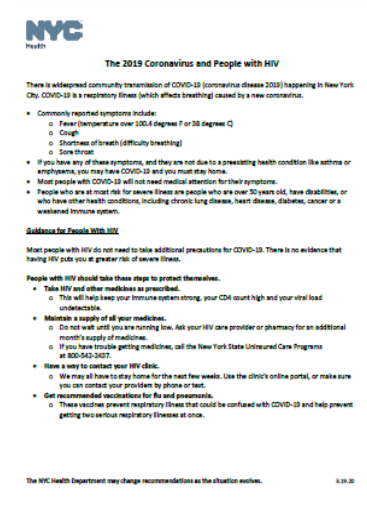 NYC
Health
The 2019 Coronavirus and People with HIV
There is widespread community transmission of COVID-19 (coronavirus disease 2019) happening in New York
City. COVID-19 is a respiratory illness (which affects breathing) caused by a new coronavirus.
• Commonly reported symptoms include:
o Fever (temperature over 100.4 degrees F or 38 degrees C)
o Cough
o Shortness of breath (difficulty breathing)
o Sore throat
• If you have any of these symptoms, and they are not due to a preexisting health condition like asthma or
emphysema, you may have COVID-19 and you must stay home.
• Most people with COVID-19 will not need medical attention for their symptoms.
• People who are at most risk for severe illness are people who are over 50 years old, have disabilities, or
who have other health conditions, including chronic lung disease, heart disease, diabetes, cancer or a
weakened immune system.
Guidance for People With HIV
Most people with HIV do not need to take additional precautions for COVID-19. There is no evidence that
having HIV puts you at greater risk of severe illness.
People with HIV should take these steps to protect themselves.
• Take HIV and other medicines as prescribed.
o This will help keep your immune system strong, your CD4 count high and your viral load
undetectable.
• Maintain a supply of all your medicines.
o Do not wait until you are running low. Ask your HIV care provider or pharmacy for an additional
month's supply of medicines.
o If you have trouble getting medicines, call the New York State Uninsured Care Programs
at 800-542-2437.
• Have a way to contact your HIV clinic.
o We may all have to stay home for the next few weeks. Use the clinic's online portal, or make sure
you can contact your providers by phone or text.
• Get recommended vaccinations for flu and pneumonia.
o These vaccines prevent respiratory illness that could be confused with COVID-19 and help prevent
getting two serious respiratory illnesses at once.
The NYC Health Department may change recommendations as the situation evolves. 3.19.20